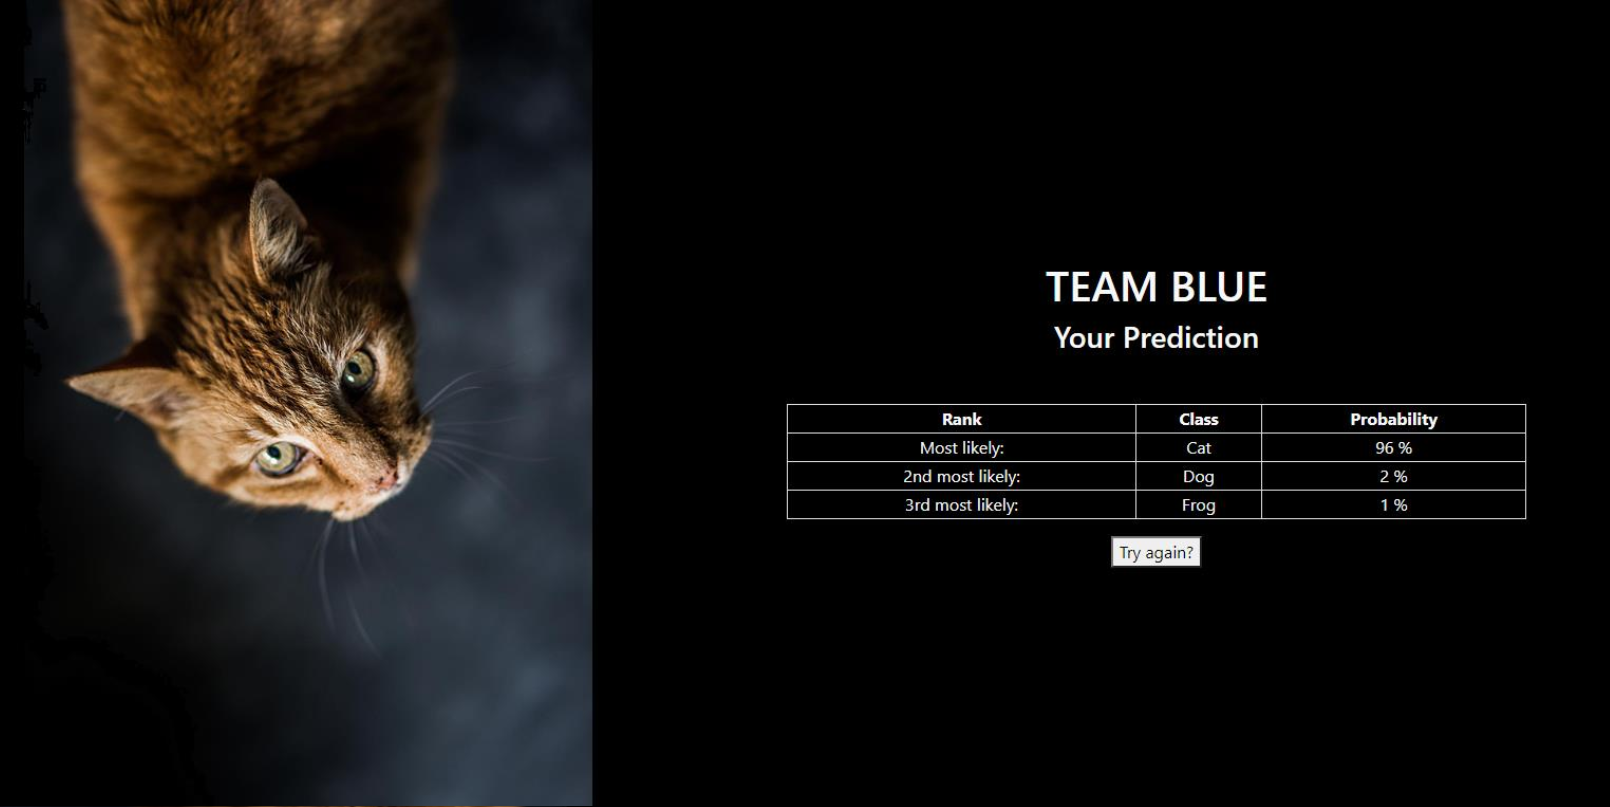 TEAM BLUE
Your Prediction
Rank Class Probability
Most likely: Cat 96 %
2nd most likely: Dog 2 %
3rd most likely: Frog 1 %
Try again?